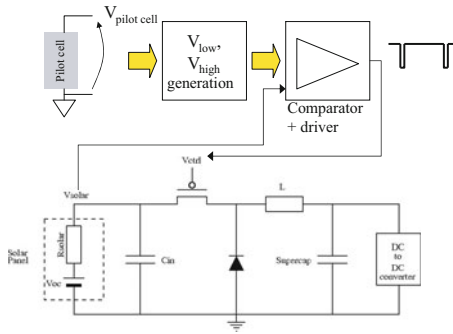 Pilot cell
V pilot cell
V low,
V high
generation
Comparator
+ driver
Vctd
Vsolar
L
Solar
Panel
Rsolar
Voc
Cin
Supercap
DC
to
DC
converter